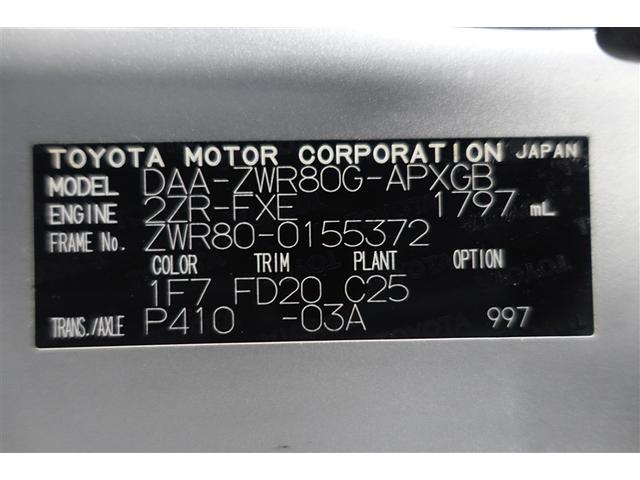 TOYOTA MOTOR CORPORATION JAPAN
MODEL DAA-ZWR80G-APXGB
ENGINE 2ZR-FXE 1797 mL
FRAME No. ZWR80-0155372
COLOR TRIM PLANT OPTION
1F7 FD20 C25
TRANS./AXLE P410 -03A 997